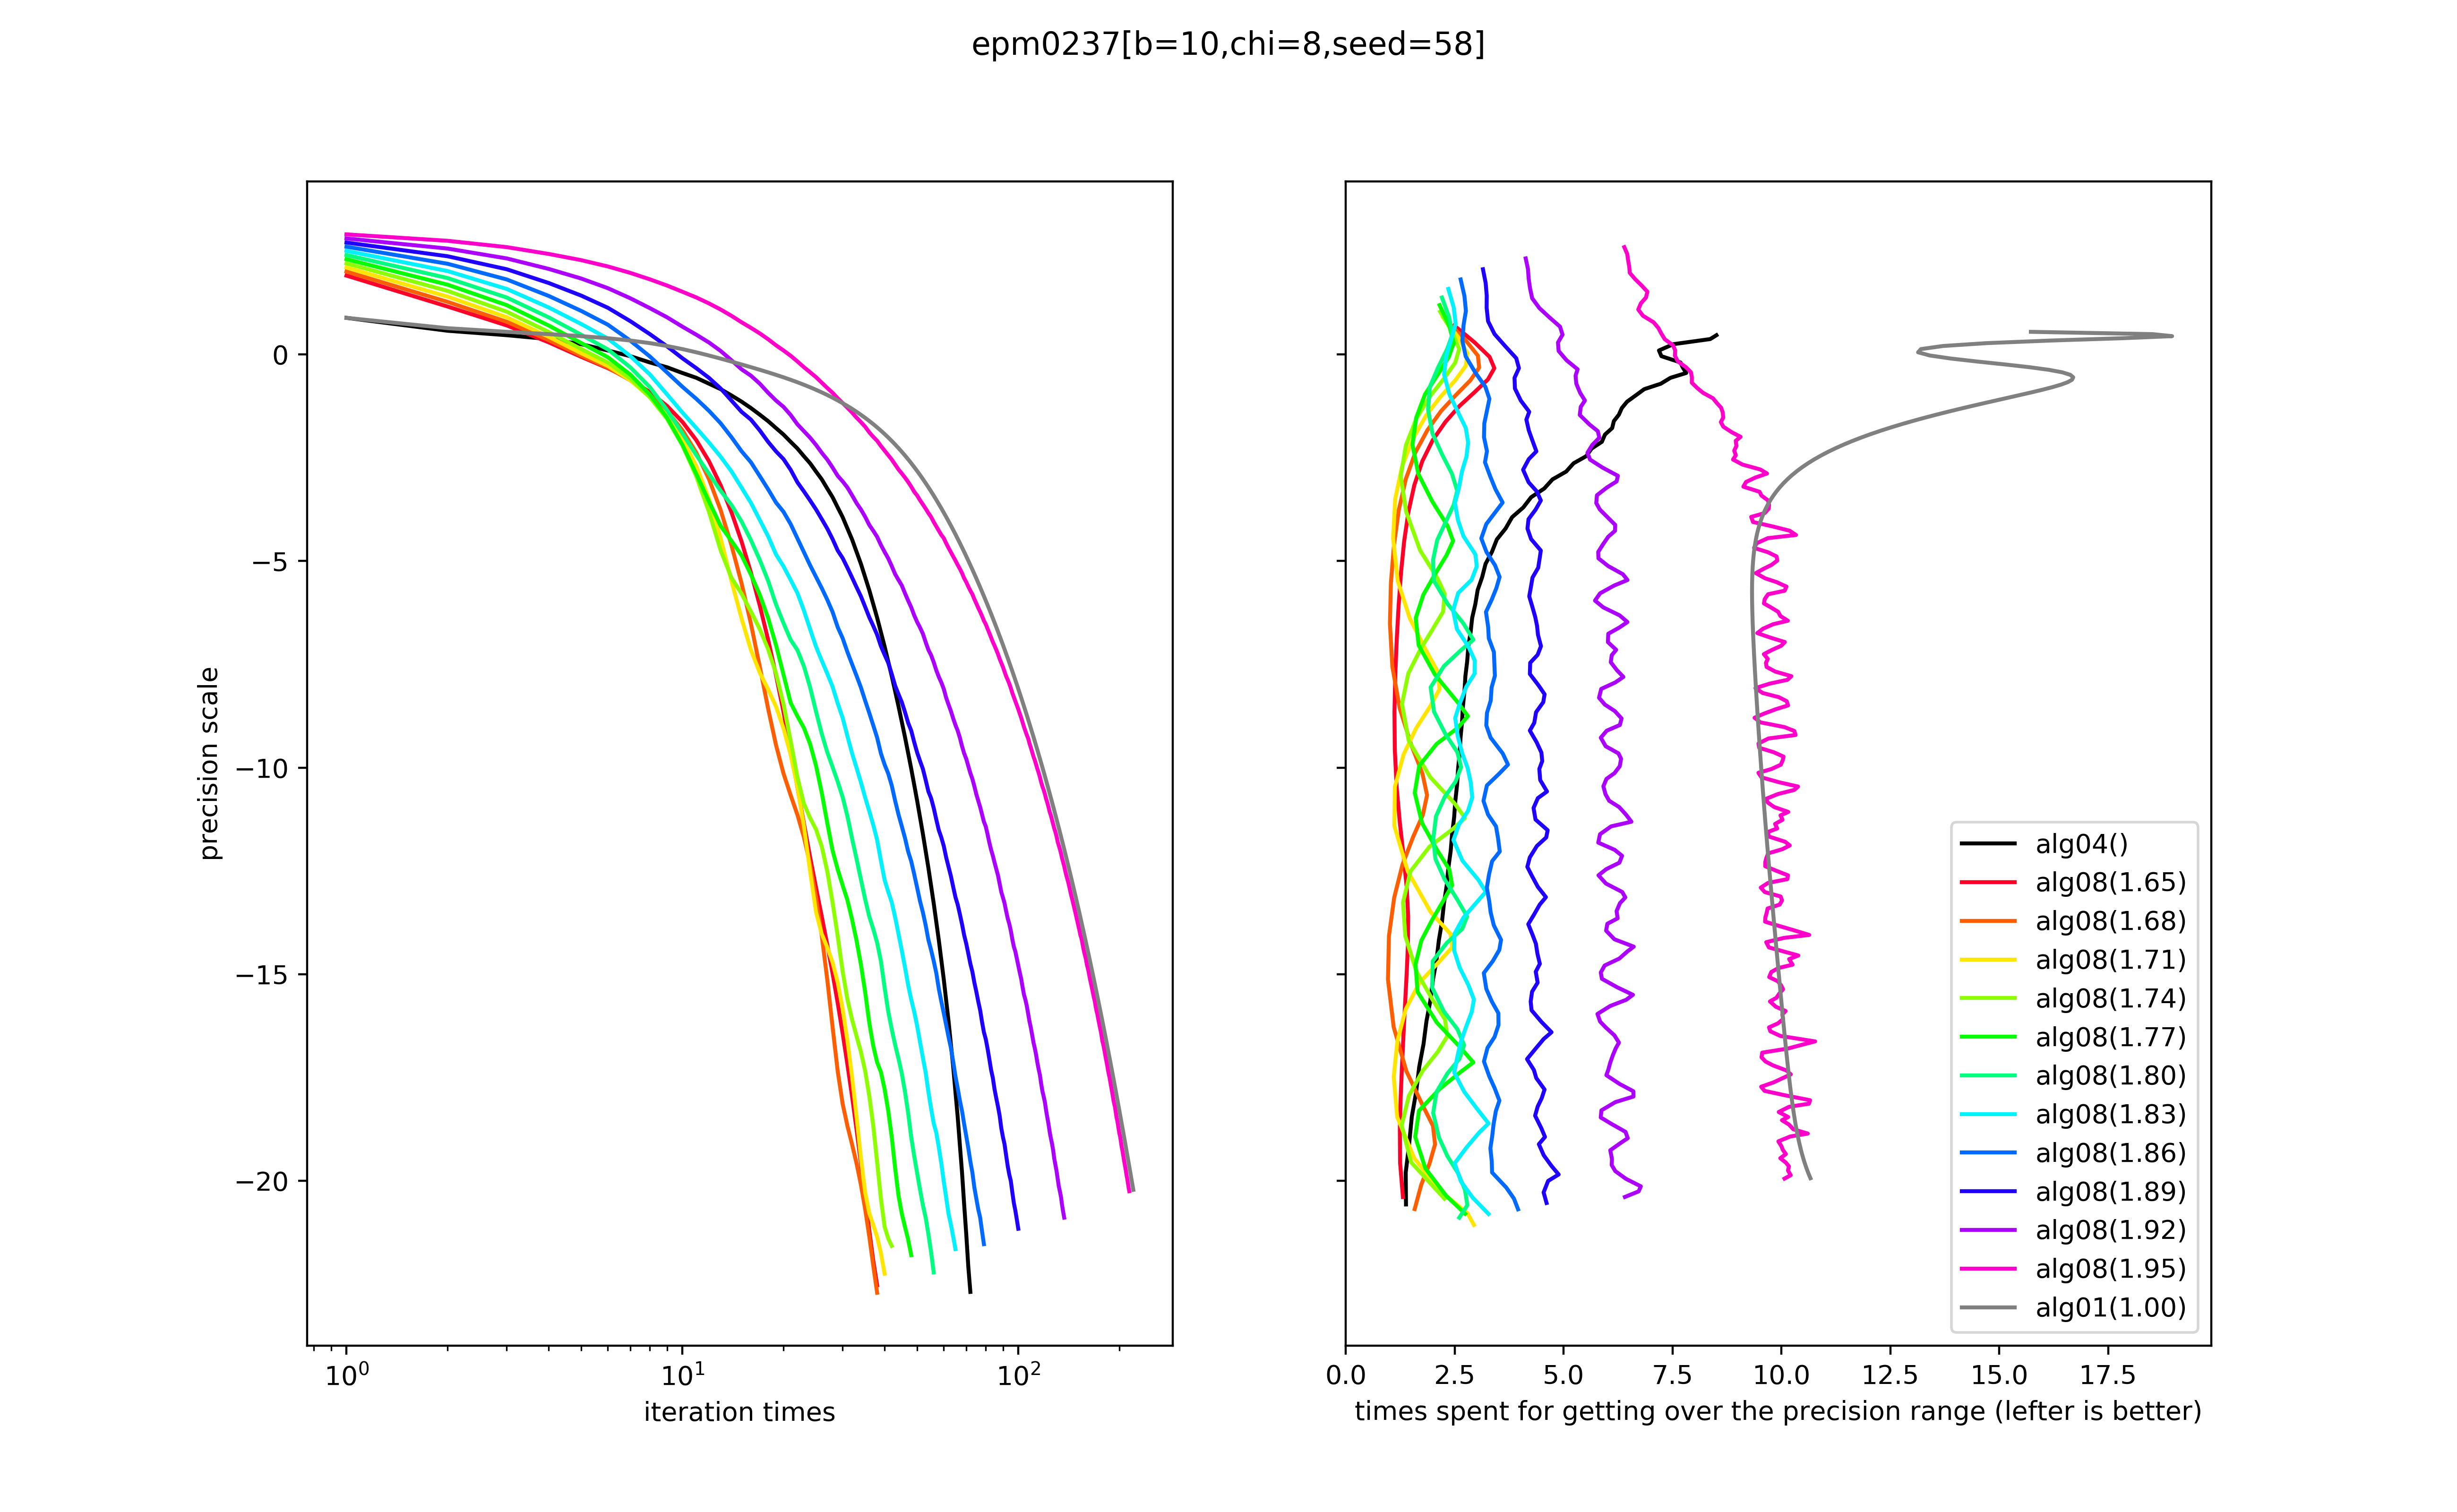 epm0237[b=10,chi=8,seed=58]
precision scale
0
−5
−10
−15
−20
10⁰
10¹
10²
iteration times
0.0
2.5
5.0
7.5
10.0
12.5
15.0
17.5
times spent for getting over the precision range (lefter is better)
alg04()
alg08(1.65)
alg08(1.68)
alg08(1.71)
alg08(1.74)
alg08(1.77)
alg08(1.80)
alg08(1.83)
alg08(1.86)
alg08(1.89)
alg08(1.92)
alg08(1.95)
alg01(1.00)